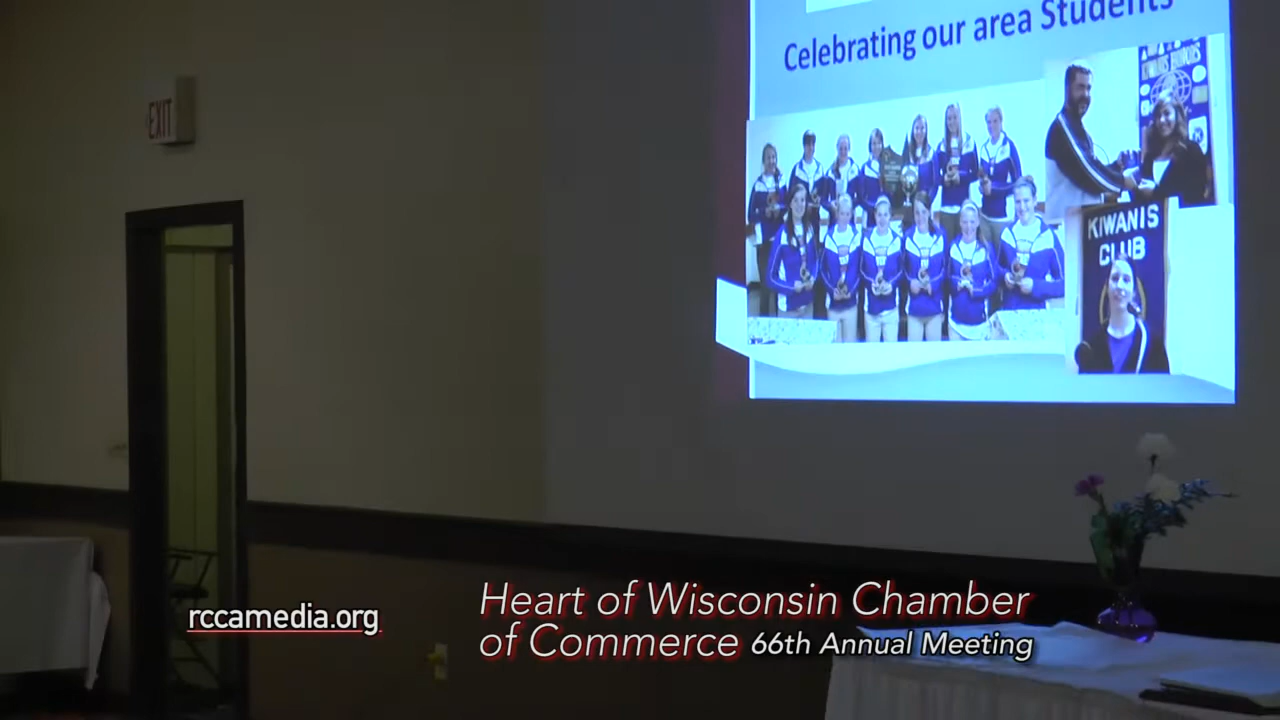 Celebrating our area Students
EXIT
KIWANIS
CLUB
rccamedia.org
Heart of Wisconsin Chamber
of Commerce 66th Annual Meeting